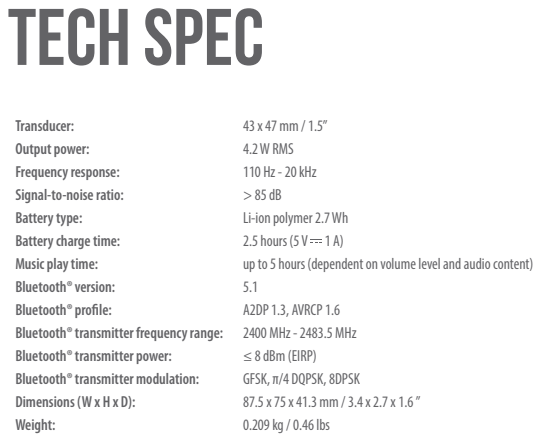 TECH SPEC
Transducer: 43 x 47 mm / 1.5”
Output power: 4.2 W RMS
Frequency response: 110 Hz - 20 kHz
Signal-to-noise ratio: > 85 dB
Battery type: Li-ion polymer 2.7 Wh
Battery charge time: 2.5 hours (5 V ⎓ 1 A)
Music play time: up to 5 hours (dependent on volume level and audio content)
Bluetooth® version: 5.1
Bluetooth® profile: A2DP 1.3, AVRCP 1.6
Bluetooth® transmitter frequency range: 2400 MHz - 2483.5 MHz
Bluetooth® transmitter power: ≤ 8 dBm (EIRP)
Bluetooth® transmitter modulation: GFSK, π/4 DQPSK, 8DPSK
Dimensions (W x H x D): 87.5 x 75 x 41.3 mm / 3.4 x 2.7 x 1.6 ”
Weight: 0.209 kg / 0.46 lbs